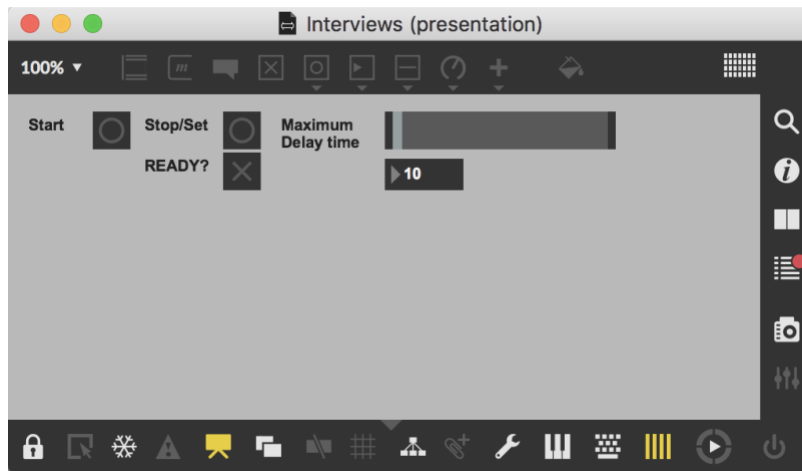 Interviews (presentation)
100%
Start
Stop/Set
Maximum
Delay time
READY?
10